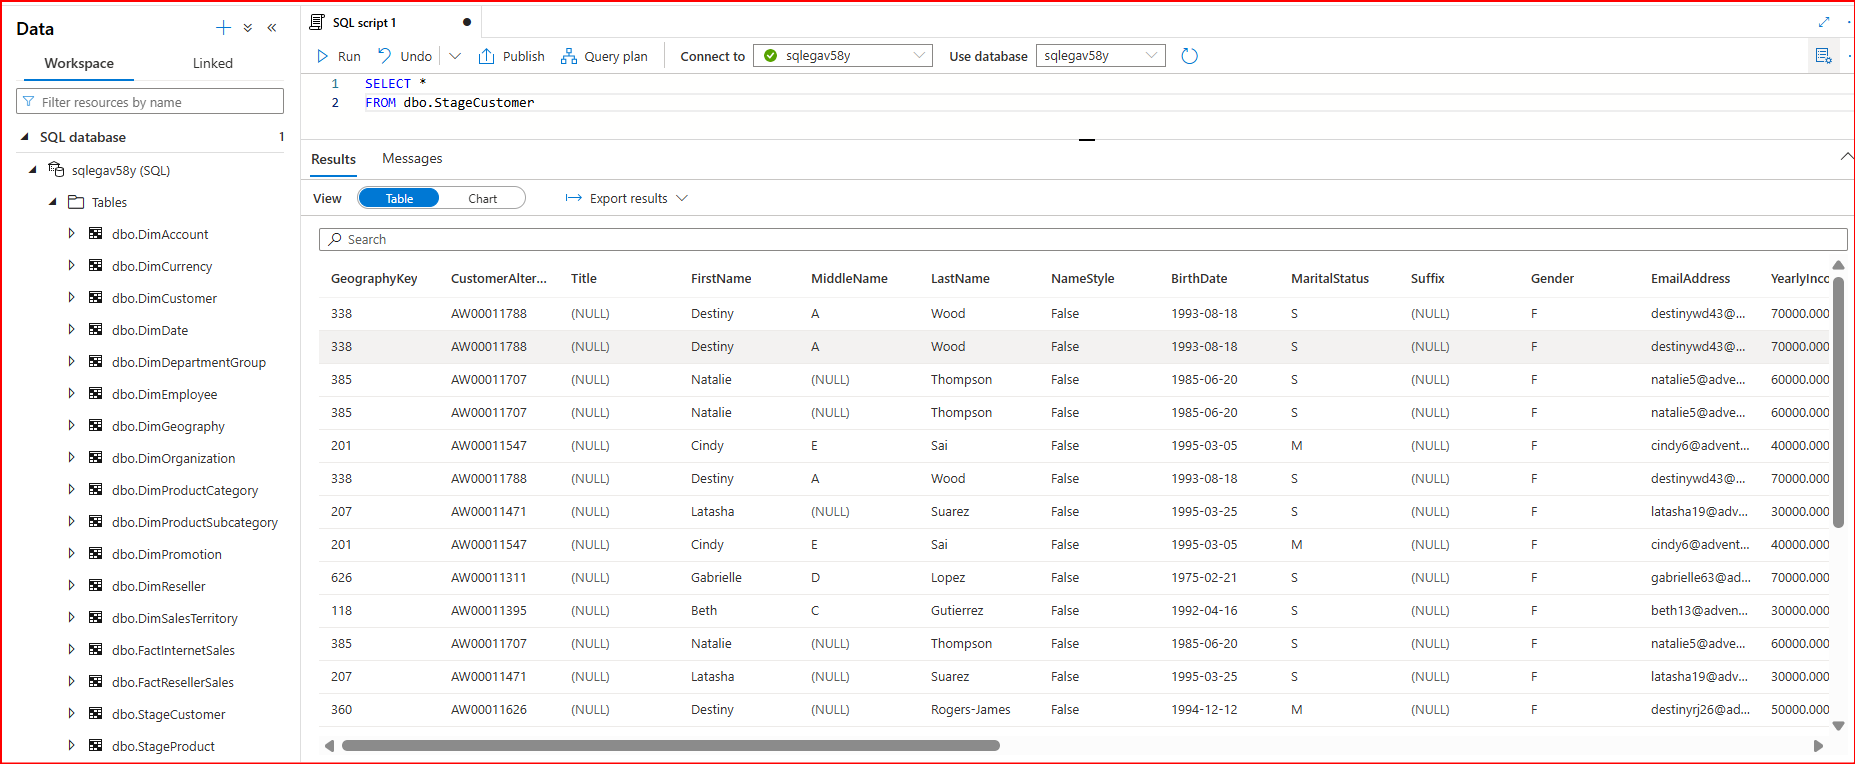 Data
Workspace Linked
Filter resources by name
SQL database 1
sqlegav58y (SQL)
Tables
dbo.DimAccount
dbo.DimCurrency
dbo.DimCustomer
dbo.DimDate
dbo.DimDepartmentGroup
dbo.DimEmployee
dbo.DimGeography
dbo.DimOrganization
dbo.DimProductCategory
dbo.DimProductSubcategory
dbo.DimPromotion
dbo.DimReseller
dbo.DimSalesTerritory
dbo.FactInternetSales
dbo.FactResellerSales
dbo.StageCustomer
dbo.StageProduct
SQL script 1
Run Undo Publish Query plan Connect to sqlegav58y Use database sqlegav58y
1 SELECT *
2 FROM dbo.StageCustomer
Results Messages
View Table Chart Export results
Search
GeographyKey CustomerAlter... Title FirstName MiddleName LastName NameStyle BirthDate MaritalStatus Suffix Gender EmailAddress YearlyInco
338 AW00011788 (NULL) Destiny A Wood False 1993-08-18 S (NULL) F destinywd43@... 70000.000
338 AW00011788 (NULL) Destiny A Wood False 1993-08-18 S (NULL) F destinywd43@... 70000.000
385 AW00011707 (NULL) Natalie (NULL) Thompson False 1985-06-20 S (NULL) F natalie5@adve... 60000.000
385 AW00011707 (NULL) Natalie (NULL) Thompson False 1985-06-20 S (NULL) F natalie5@adve... 60000.000
201 AW00011547 (NULL) Cindy E Sai False 1995-03-05 M (NULL) F cindy6@advent... 40000.000
338 AW00011788 (NULL) Destiny A Wood False 1993-08-18 S (NULL) F destinywd43@... 70000.000
207 AW00011471 (NULL) Latasha (NULL) Suarez False 1995-03-25 S (NULL) F latasha19@adv... 30000.000
201 AW00011547 (NULL) Cindy E Sai False 1995-03-05 M (NULL) F cindy6@advent... 40000.000
626 AW00011311 (NULL) Gabrielle D Lopez False 1975-02-21 S (NULL) F gabrielle63@ad... 70000.000
118 AW00011395 (NULL) Beth C Gutierrez False 1992-04-16 S (NULL) F beth13@adven... 30000.000
385 AW00011707 (NULL) Natalie (NULL) Thompson False 1985-06-20 S (NULL) F natalie5@adve... 60000.000
207 AW00011471 (NULL) Latasha (NULL) Suarez False 1995-03-25 S (NULL) F latasha19@adv... 30000.000
360 AW00011626 (NULL) Destiny (NULL) Rogers-James False 1994-12-12 M (NULL) F destinyrj26@ad... 50000.000